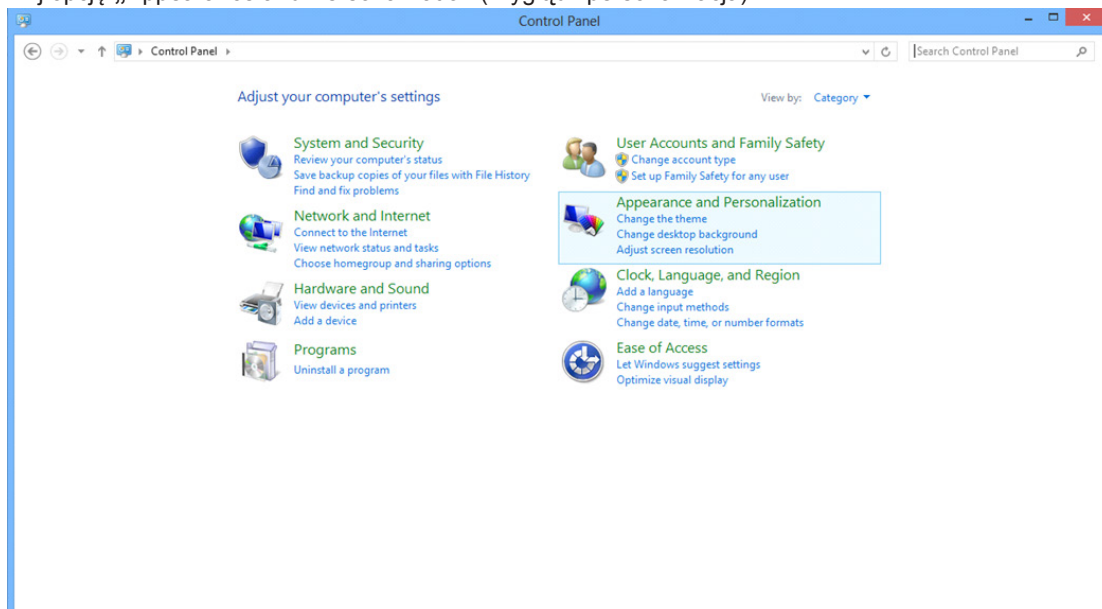 Control Panel
Control Panel
Search Control Panel
Adjust your computer's settings
View by: Category
System and Security
Review your computer's status
Save backup copies of your files with File History
Find and fix problems
Network and Internet
Connect to the Internet
View network status and tasks
Choose homegroup and sharing options
Hardware and Sound
View devices and printers
Add a device
Programs
Uninstall a program
User Accounts and Family Safety
Change account type
Set up Family Safety for any user
Appearance and Personalization
Change the theme
Change desktop background
Adjust screen resolution
Clock, Language, and Region
Add a language
Change input methods
Change date, time, or number formats
Ease of Access
Let Windows suggest settings
Optimize visual display